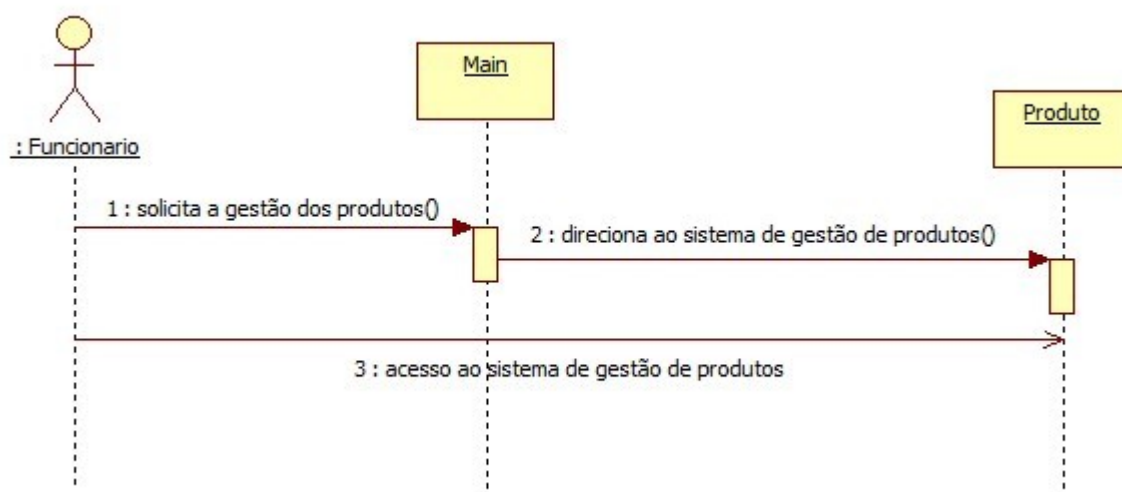 Main
Produto
: Funcionario
1 : solicita a gestão dos produtos()
2 : direciona ao sistema de gestão de produtos()
3 : acesso ao sistema de gestão de produtos